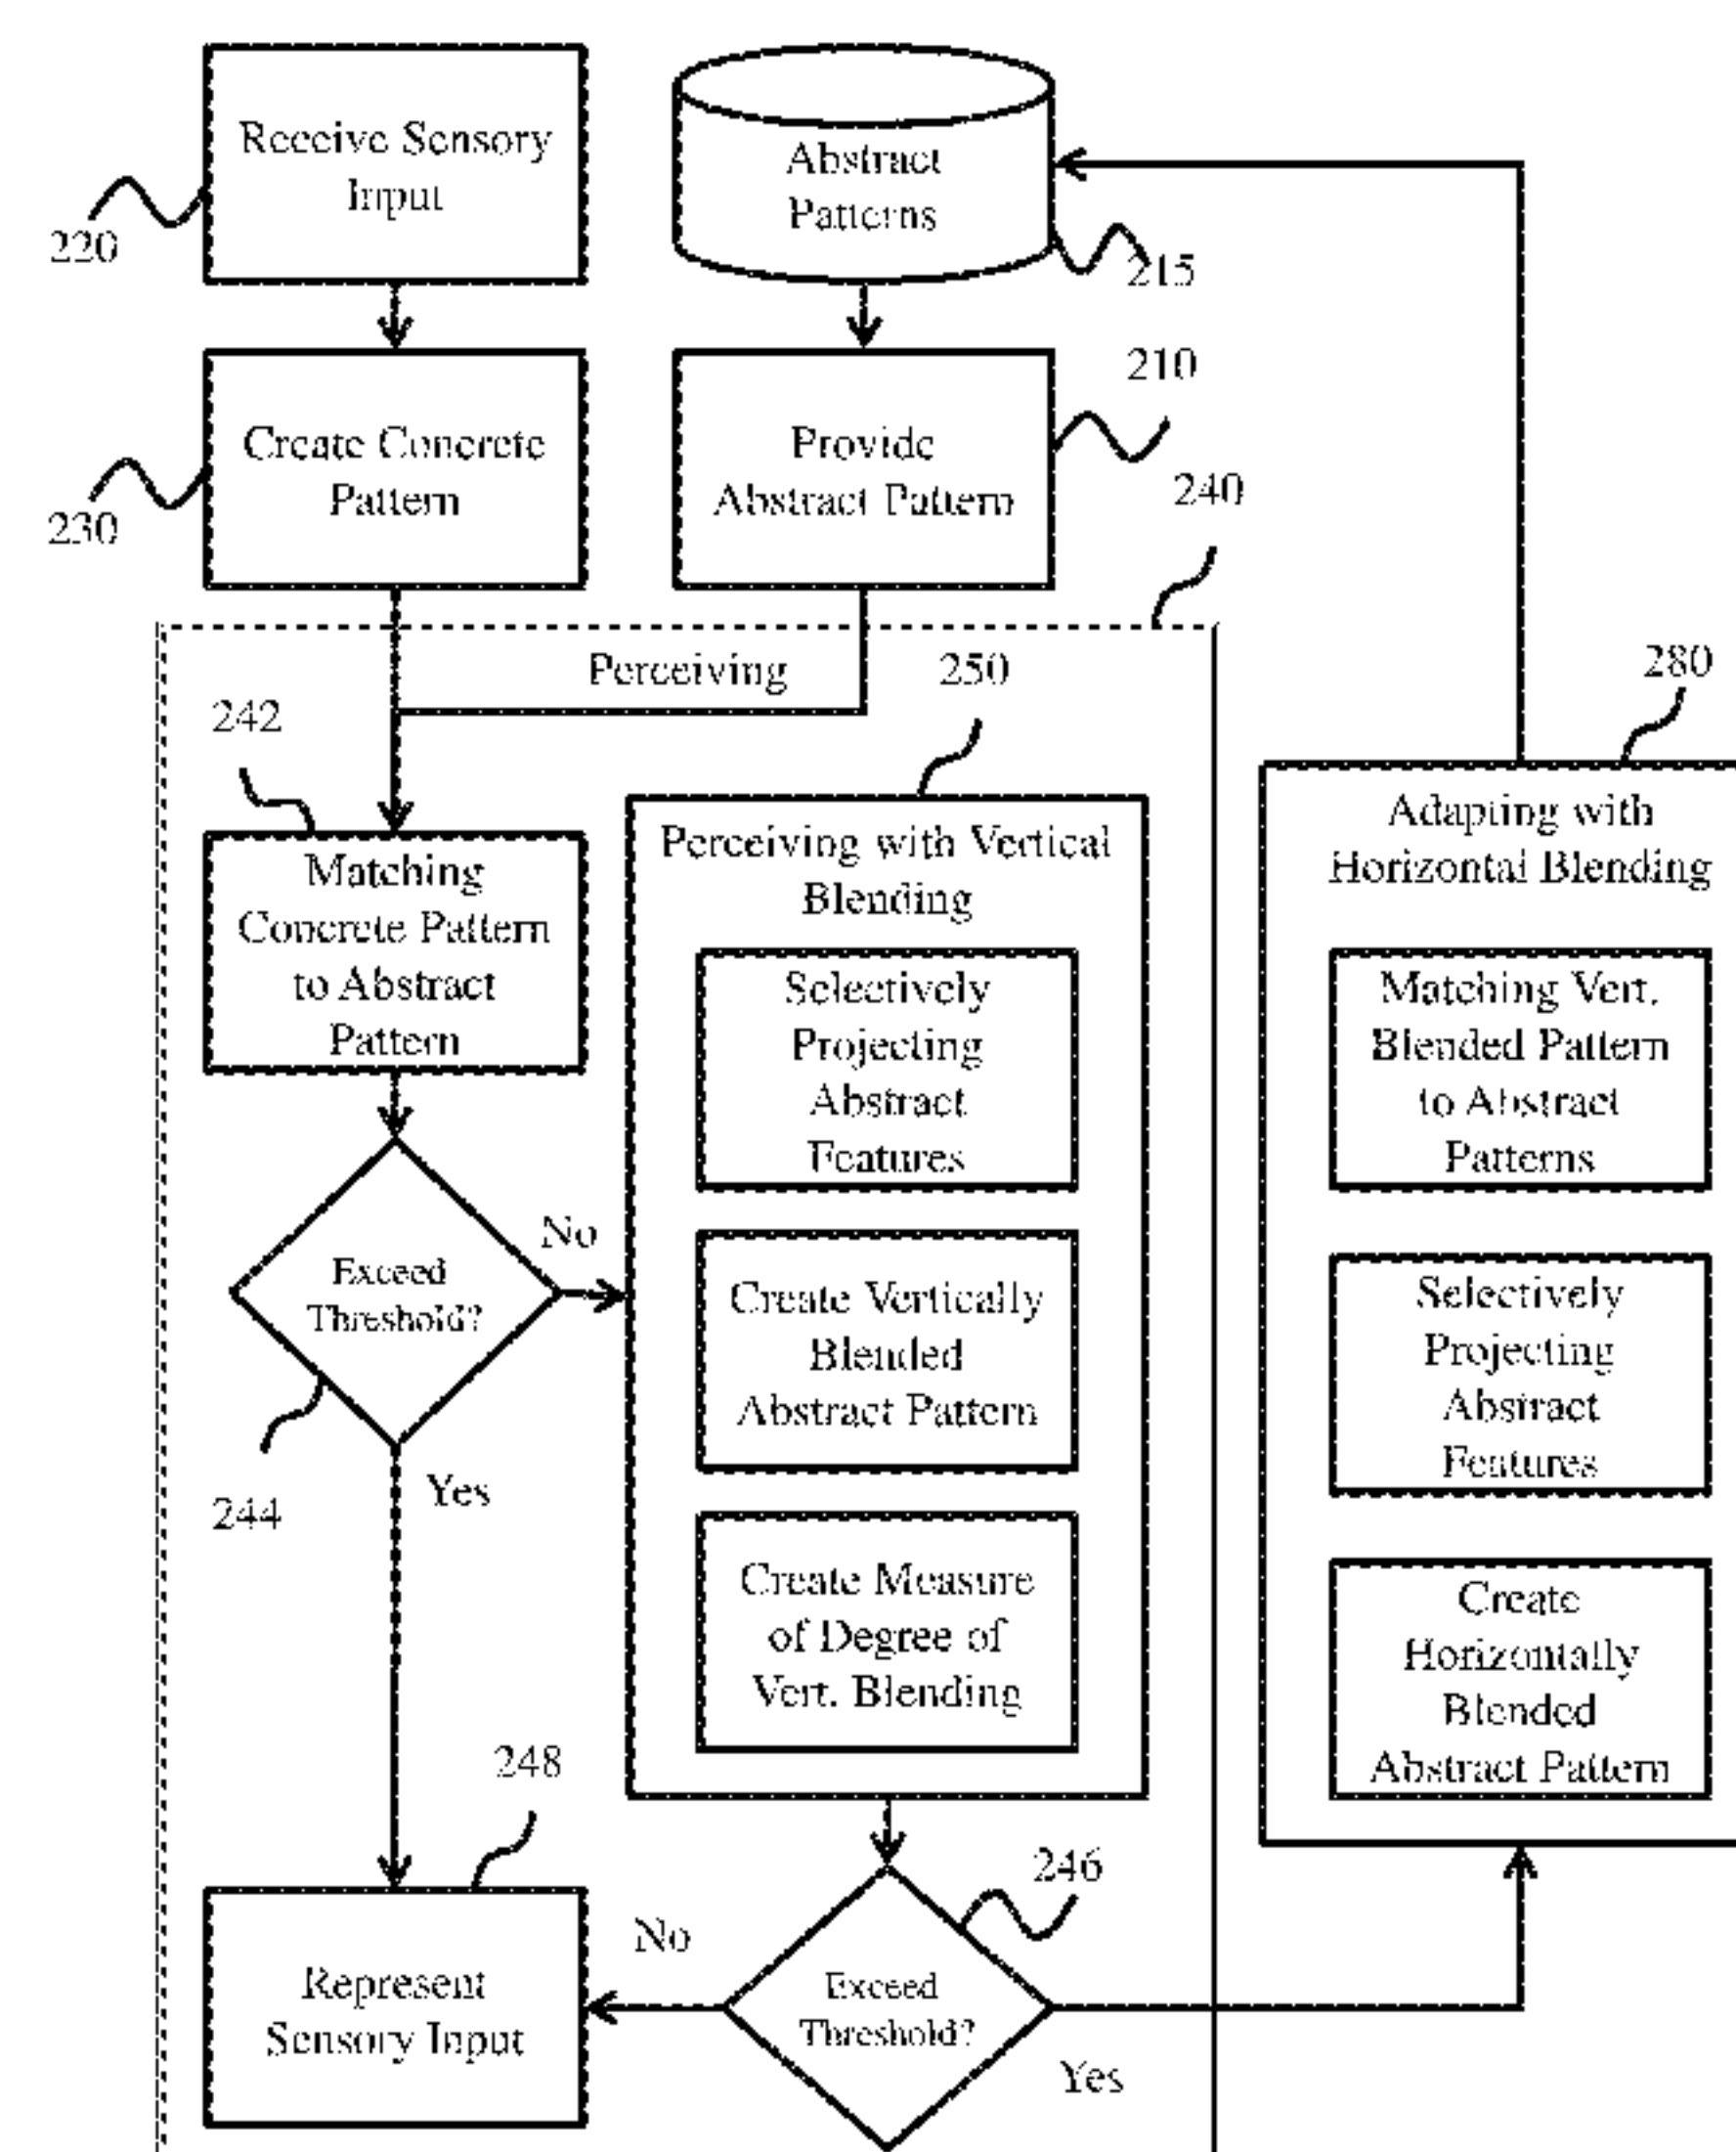 Receive Sensory
Input
220
Abstract
Patterns
215
Create Concrete
Pattern
230
Provide
Abstract Pattern
210
240
Perceiving
242
Matching
Concrete Pattern
to Abstract
Pattern
250
Perceiving with Vertical
Blending
Selectively
Projecting
Abstract
Features
Create Vertically
Blended
Abstract Pattern
Create Measure
of Degree of
Vert. Blending
280
Adapting with
Horizontal Blending
Matching Vert.
Blended Pattern
to Abstract
Patterns
Selectively
Projecting
Abstract
Features
Create
Horizontally
Blended
Abstract Pattern
Exceed
Threshold?
No
Yes
244
248
Represent
Sensory Input
246
Exceed
Threshold?
No
Yes